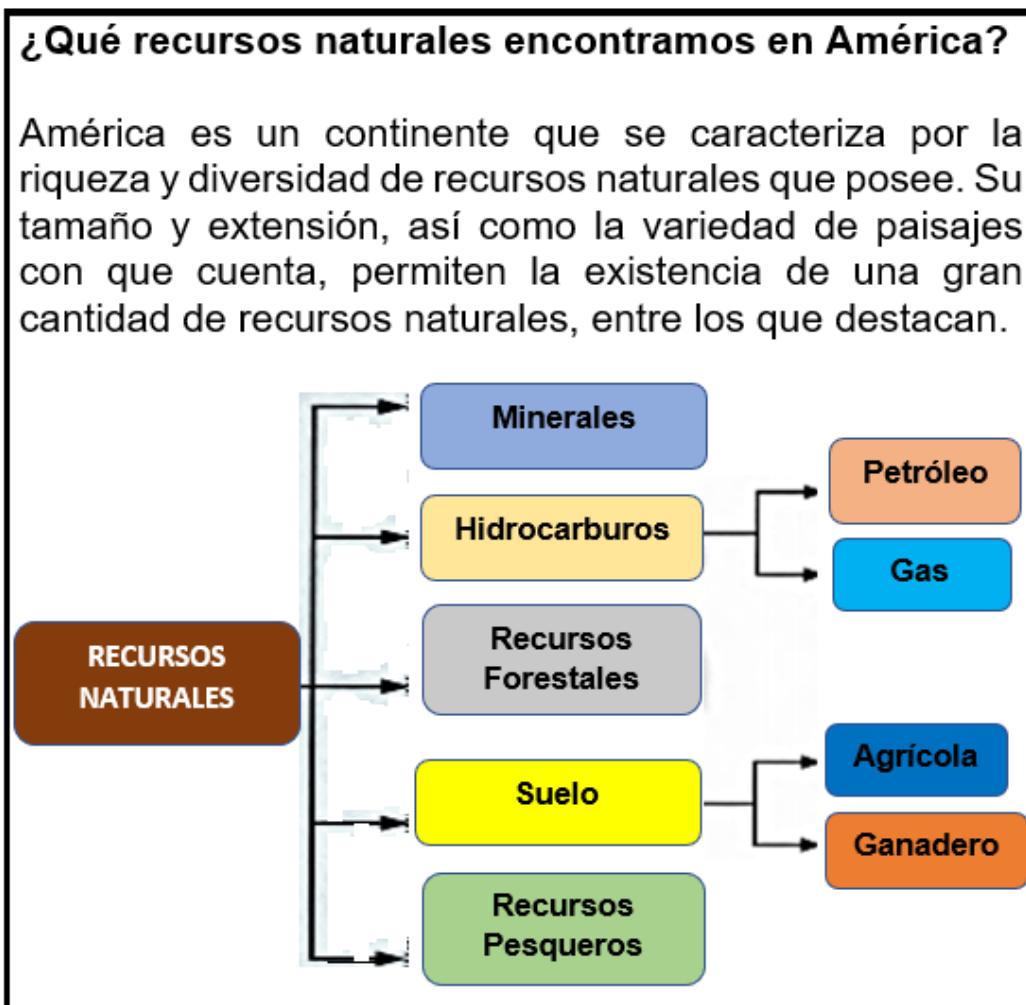 ¿Qué recursos naturales encontramos en América?
América es un continente que se caracteriza por la
riqueza y diversidad de recursos naturales que posee. Su
tamaño y extensión, así como la variedad de paisajes
con que cuenta, permiten la existencia de una gran
cantidad de recursos naturales, entre los que destacan.
Minerales
Petróleo
Hidrocarburos
Gas
Recursos
Forestales
RECURSOS
NATURALES
Agrícola
Suelo
Ganadero
Recursos
Pesqueros